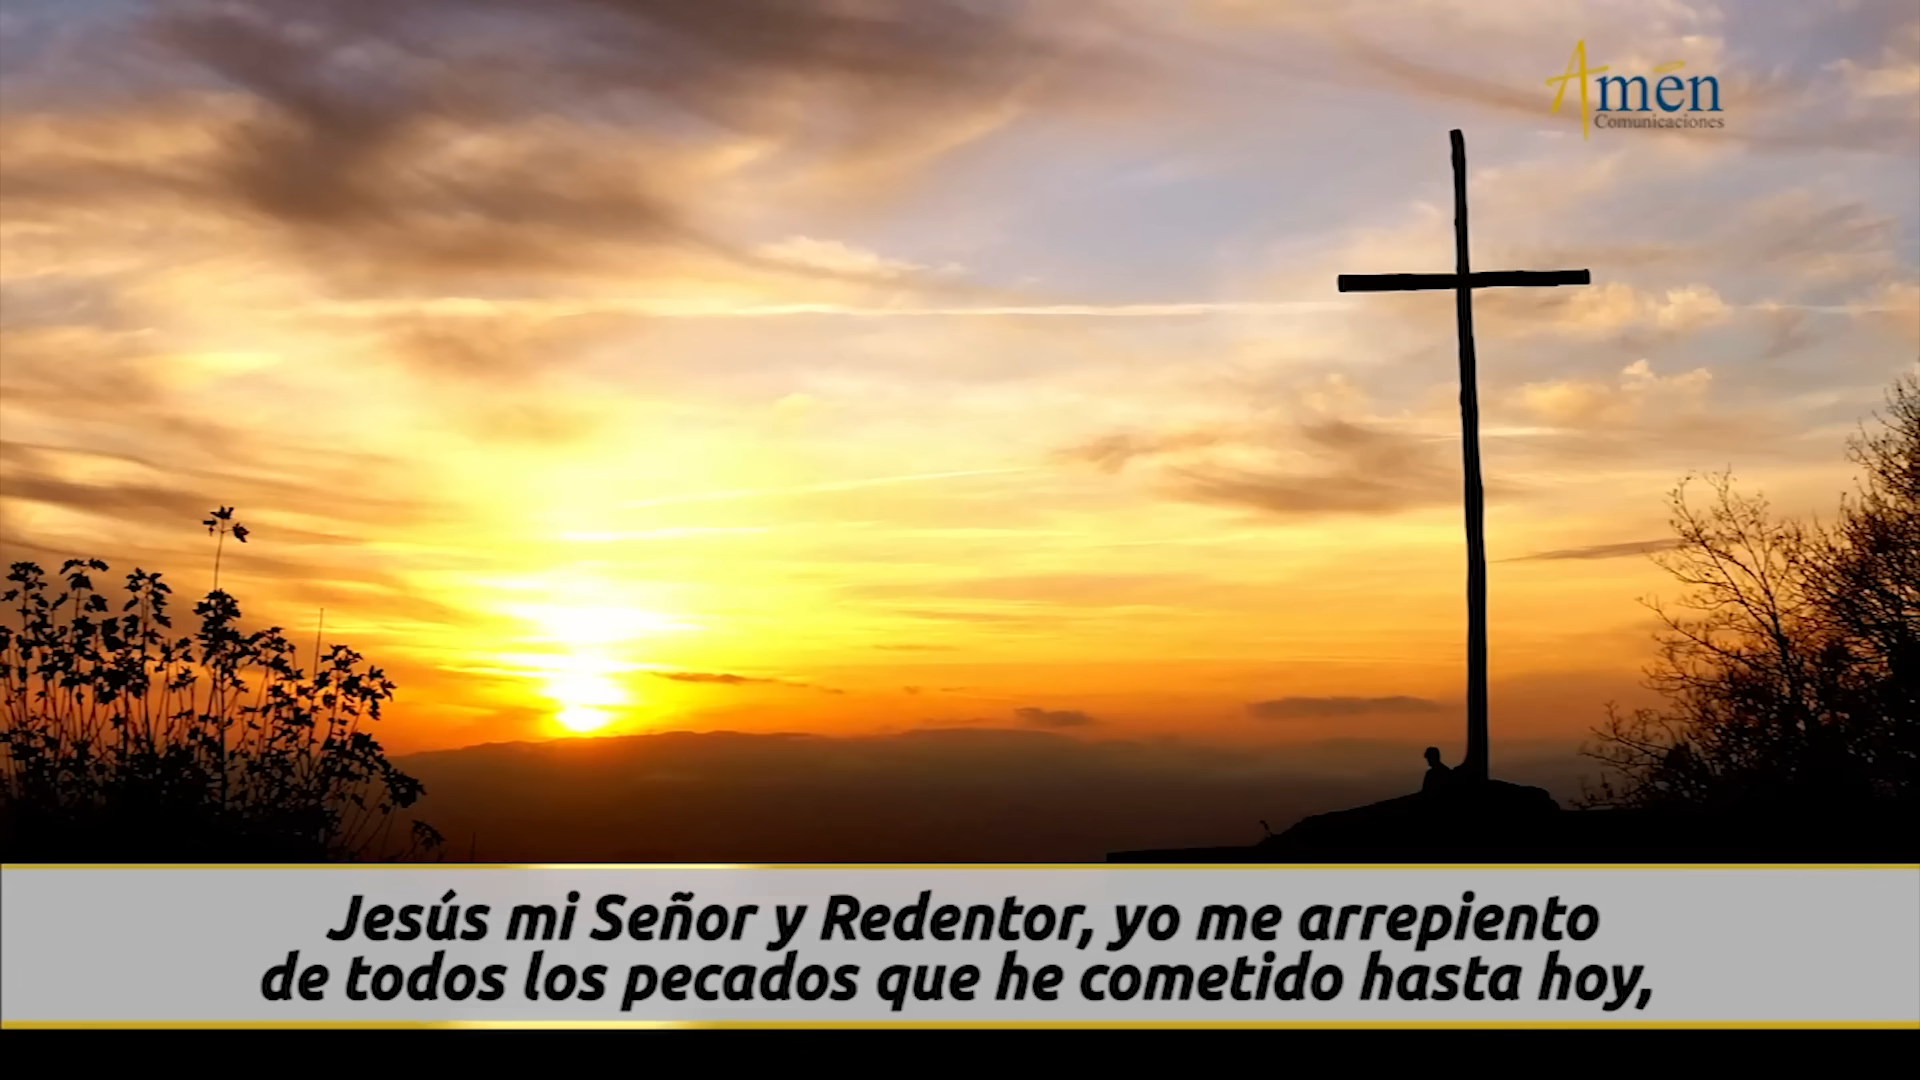 Amén
Comunicaciones
Jesús mi Señor y Redentor, yo me arrepiento
de todos los pecados que he cometido hasta hoy,